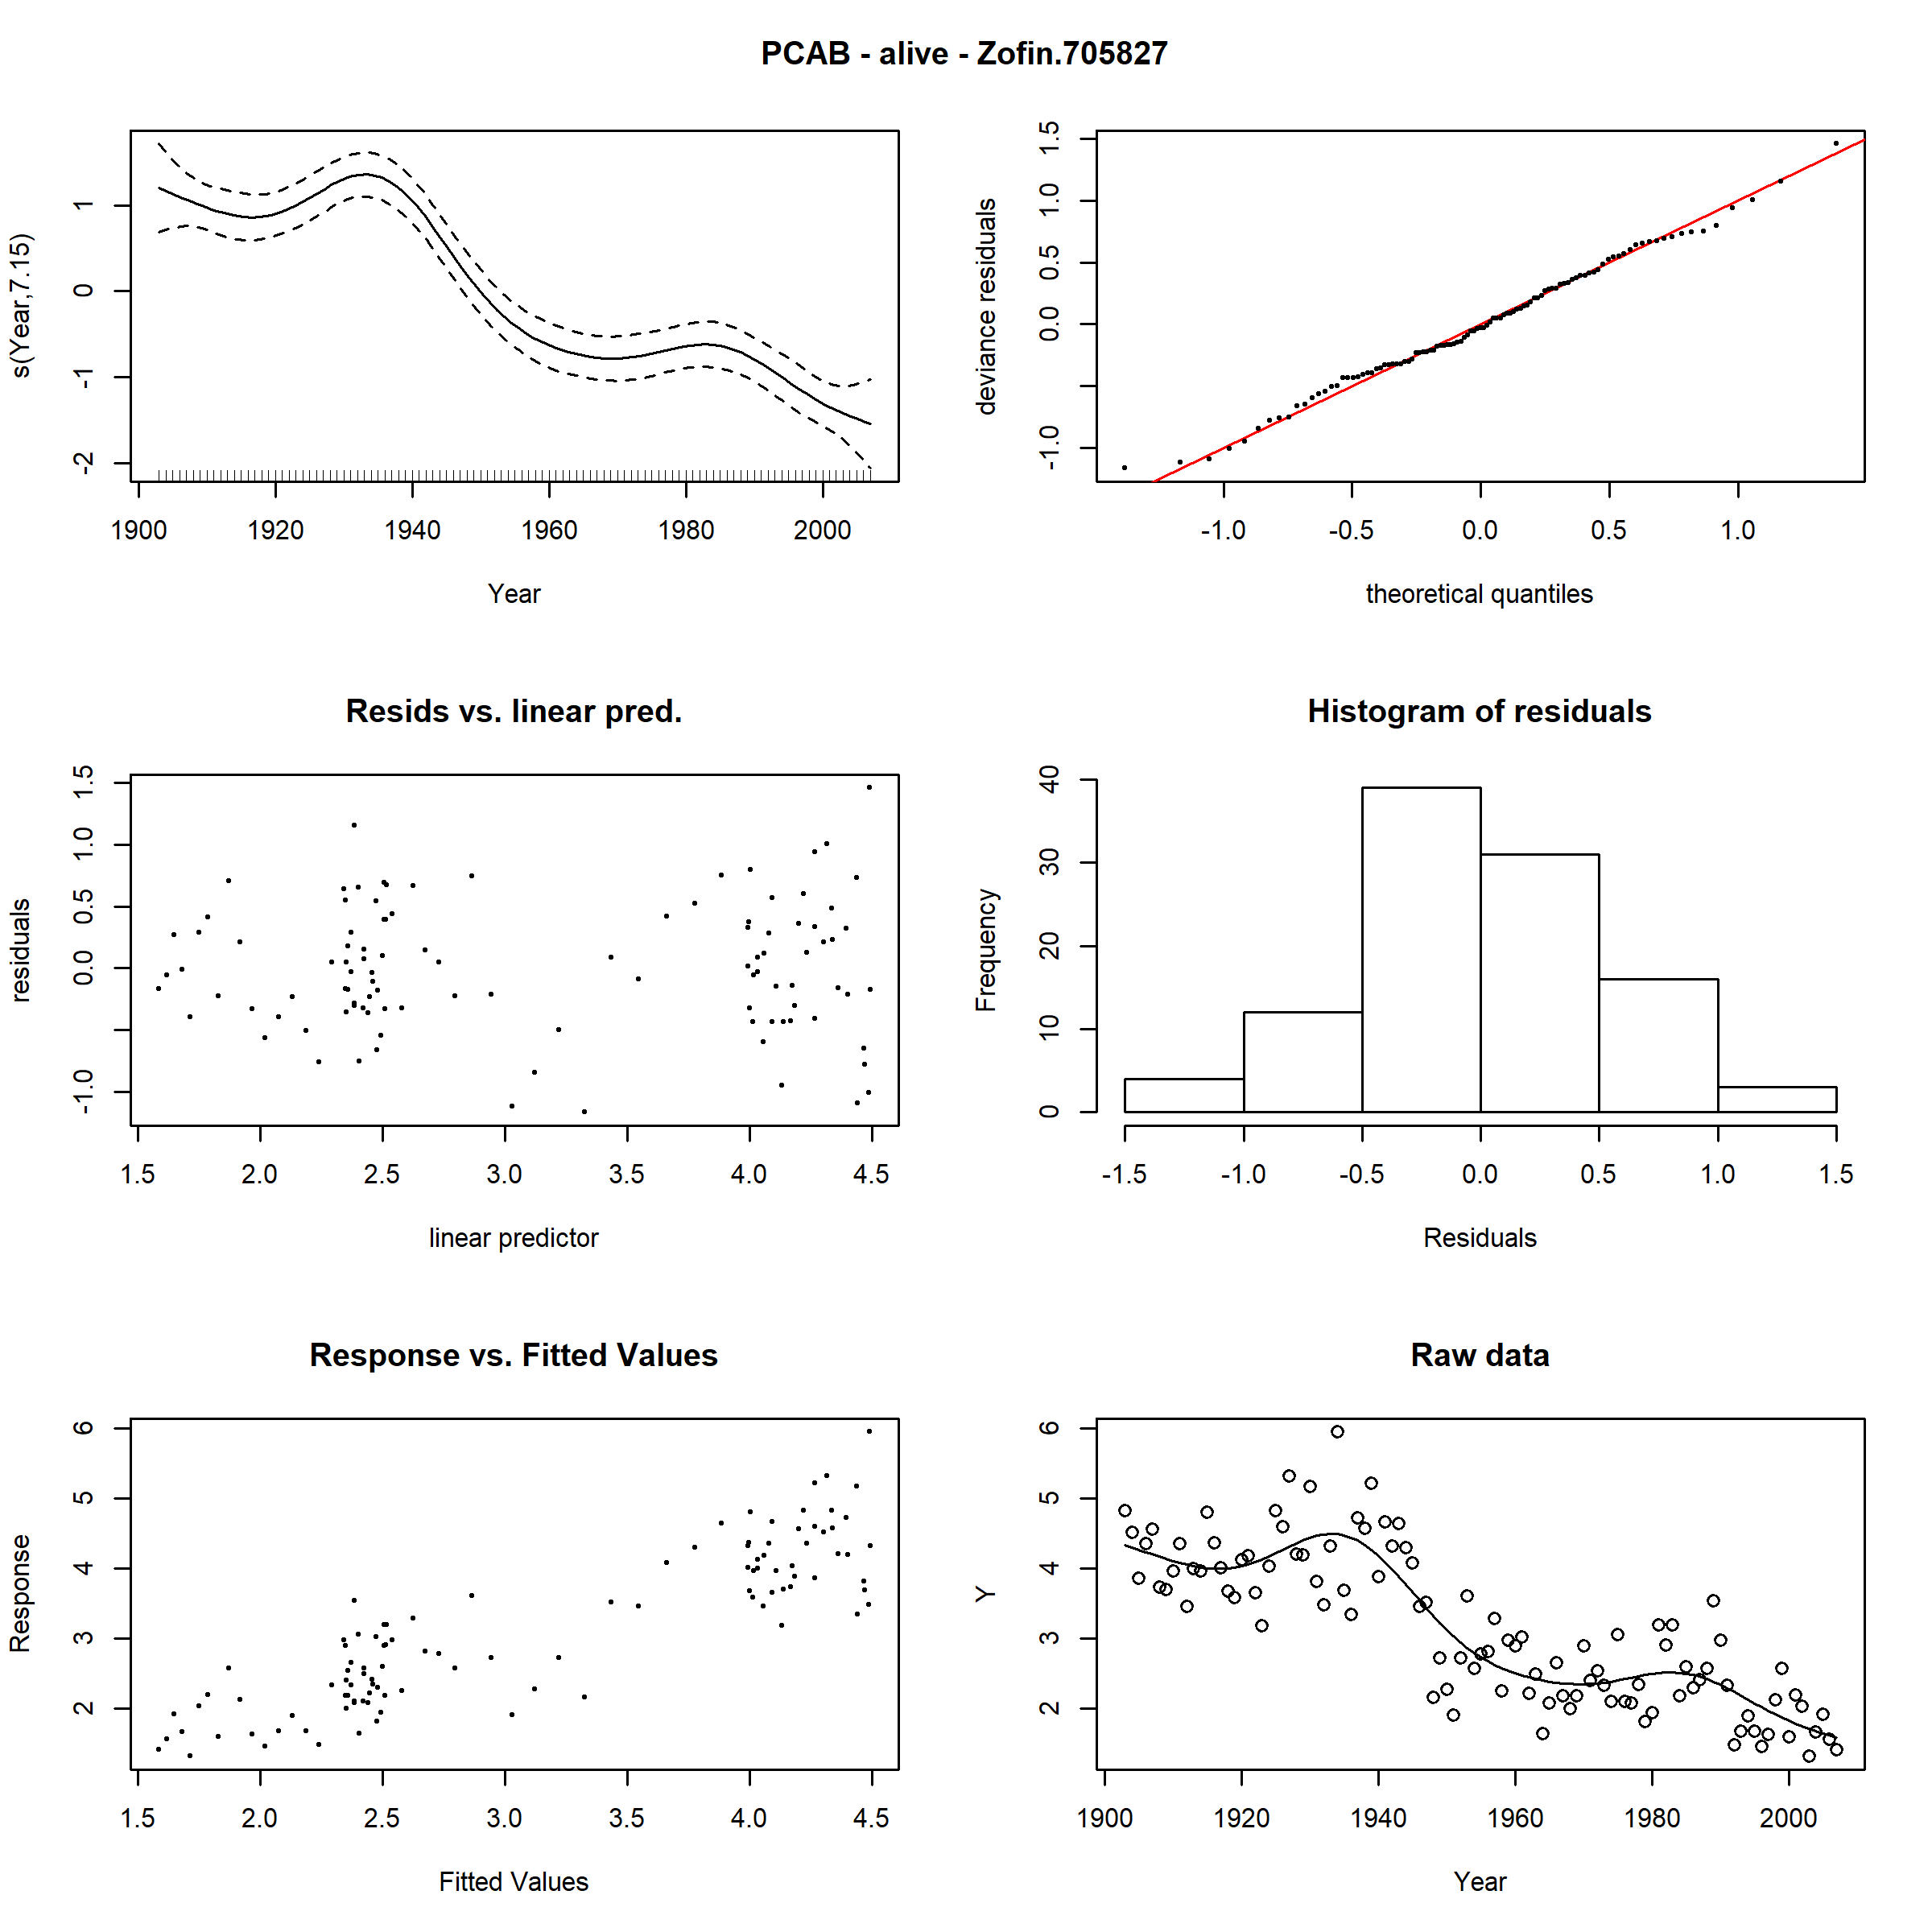 PCAB - alive - Zofin.705827
s(Year,7.15)
1
0
-1
-2
1900 1920 1940 1960 1980 2000
Year
deviance residuals
1.5
1.0
0.5
0.0
-1.0
-1.0 -0.5 0.0 0.5 1.0
theoretical quantiles
Resids vs. linear pred.
residuals
1.5
1.0
0.5
0.0
-1.0
1.5 2.0 2.5 3.0 3.5 4.0 4.5
linear predictor
Histogram of residuals
Frequency
40
30
20
10
0
-1.5 -1.0 -0.5 0.0 0.5 1.0 1.5
Residuals
Response vs. Fitted Values
Response
6
5
4
3
2
1.5 2.0 2.5 3.0 3.5 4.0 4.5
Fitted Values
Raw data
Y
6
5
4
3
2
1900 1920 1940 1960 1980 2000
Year